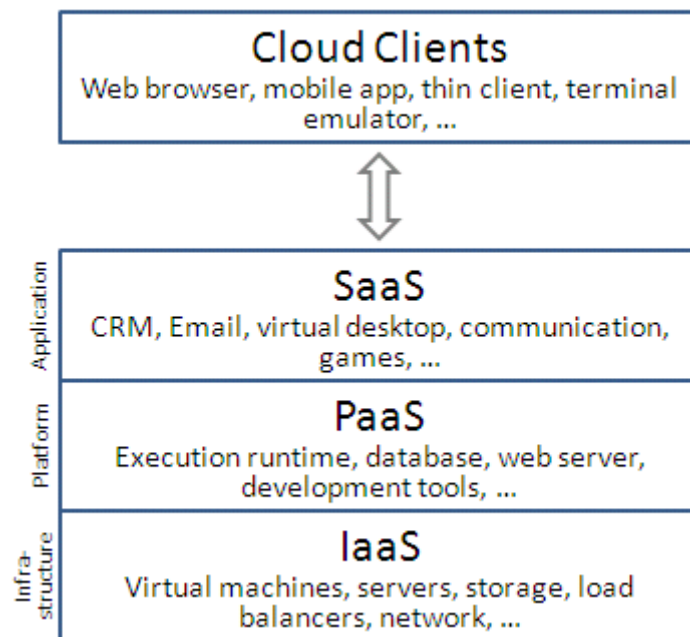 Cloud Clients
Web browser, mobile app, thin client, terminal
emulator, ...
Application
SaaS
CRM, Email, virtual desktop, communication,
games, ...
Platform
PaaS
Execution runtime, database, web server,
development tools, ...
Infra-
structure
IaaS
Virtual machines, servers, storage, load
balancers, network, ...